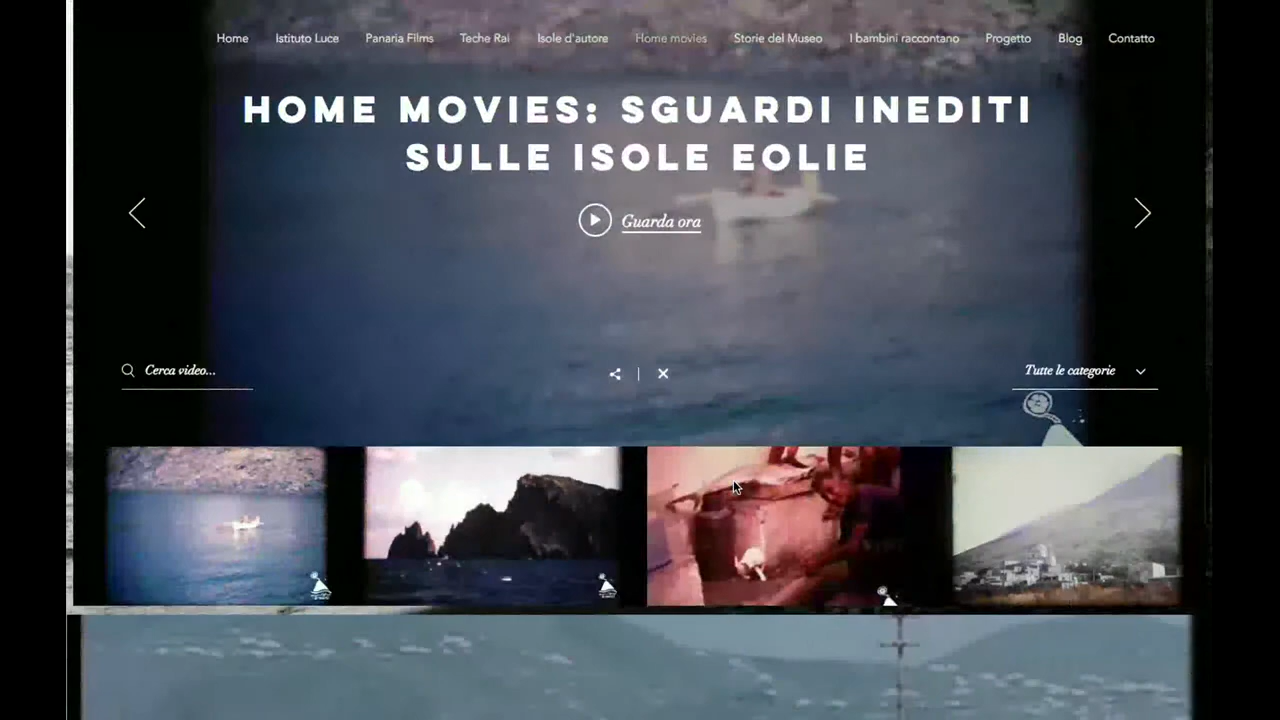 Home Istituto Luce Panaria Films Teche Rai Isole d'autore Home movies Storie del Museo I bambini raccontano Progetto Blog Contatto
HOME MOVIES: SGUARDI INEDITI
SULLE ISOLE EOLIE
Guarda ora
Cerca video...
Tutte le categorie